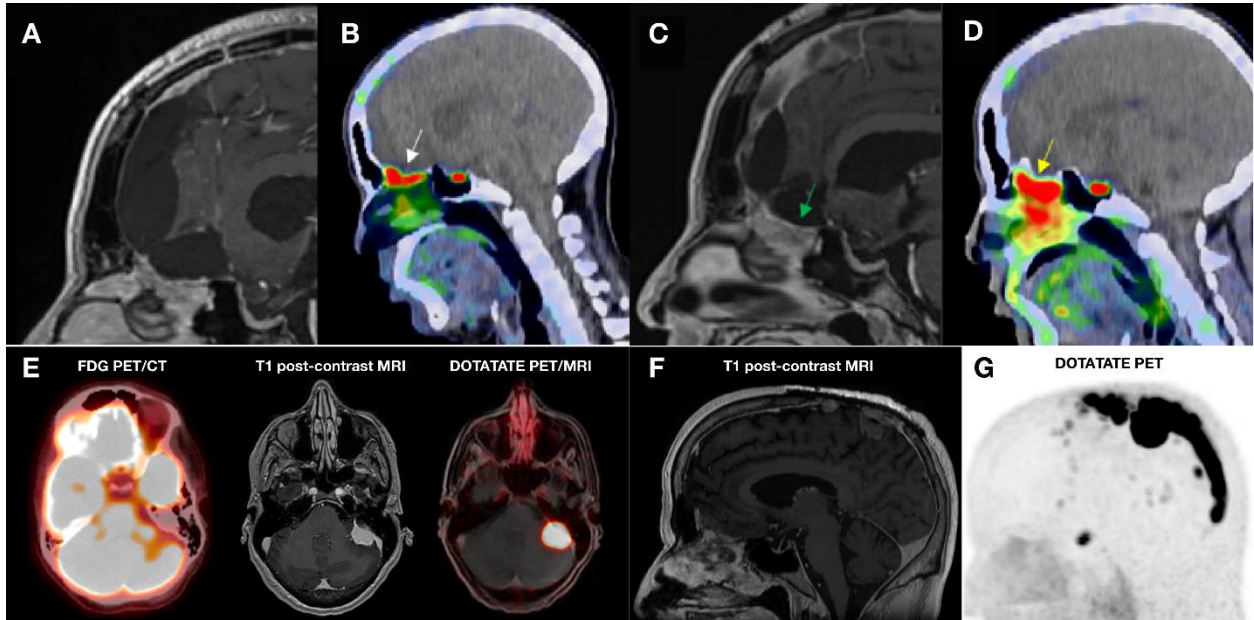 A
B
C
D
E
FDG PET/CT
T1 post-contrast MRI
DOTATATE PET/MRI
F
T1 post-contrast MRI
G
DOTATATE PET